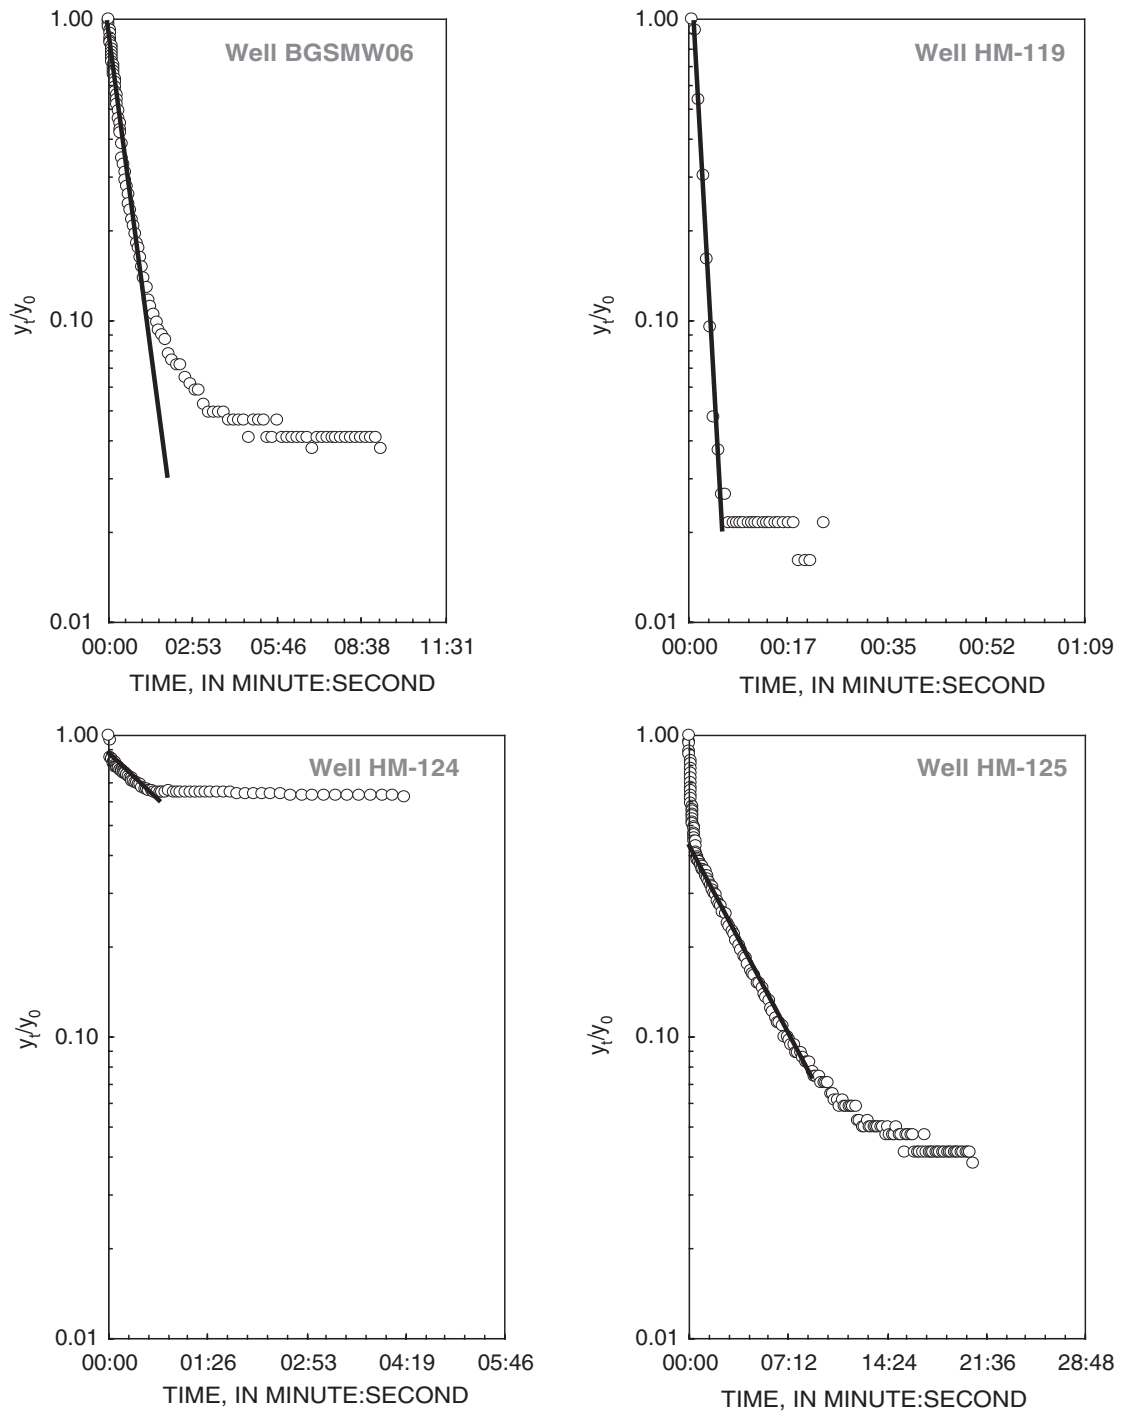 Well BGSMW06
1.00
0.10
0.01
y_t/y_0
00:00 02:53 05:46 08:38 11:31
TIME, IN MINUTE:SECOND
Well HM-119
1.00
0.10
0.01
y_t/y_0
00:00 00:17 00:35 00:52 01:09
TIME, IN MINUTE:SECOND
Well HM-124
1.00
0.10
0.01
y_t/y_0
00:00 01:26 02:53 04:19 05:46
TIME, IN MINUTE:SECOND
Well HM-125
1.00
0.10
0.01
y_t/y_0
00:00 07:12 14:24 21:36 28:48
TIME, IN MINUTE:SECOND